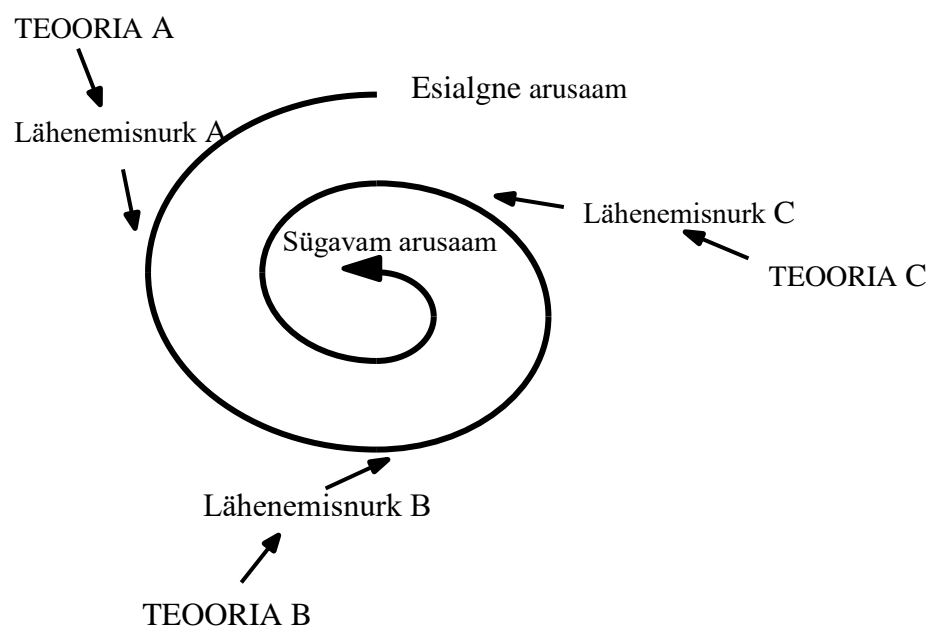 TEOORIA A
Esialgne arusaam
Lähenemisnurk A
Lähenemisnurk C
Sügavam arusaam
TEOORIA C
Lähenemisnurk B
TEOORIA B